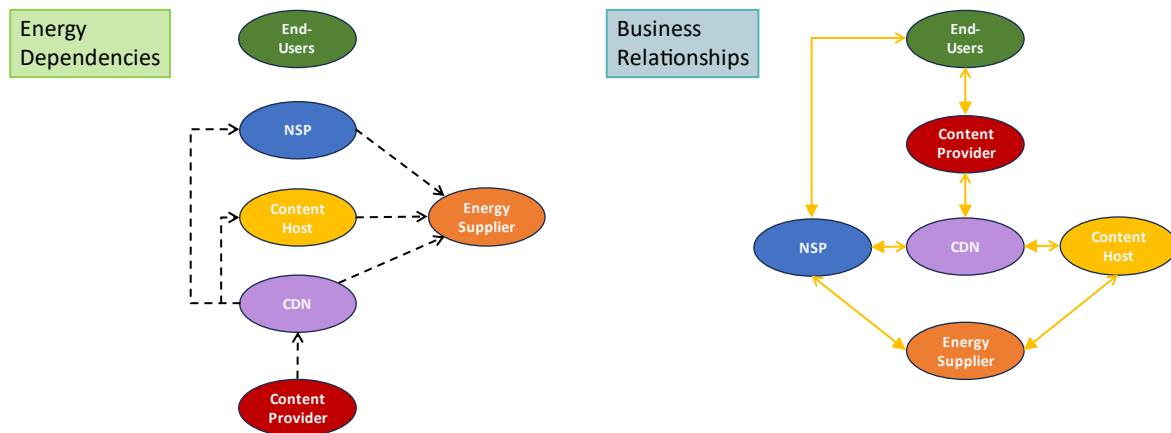 Energy
Dependencies
End-
Users
NSP
Content
Host
Energy
Supplier
CDN
Content
Provider
Business
Relationships
End-
Users
Content
Provider
NSP
CDN
Content
Host
Energy
Supplier